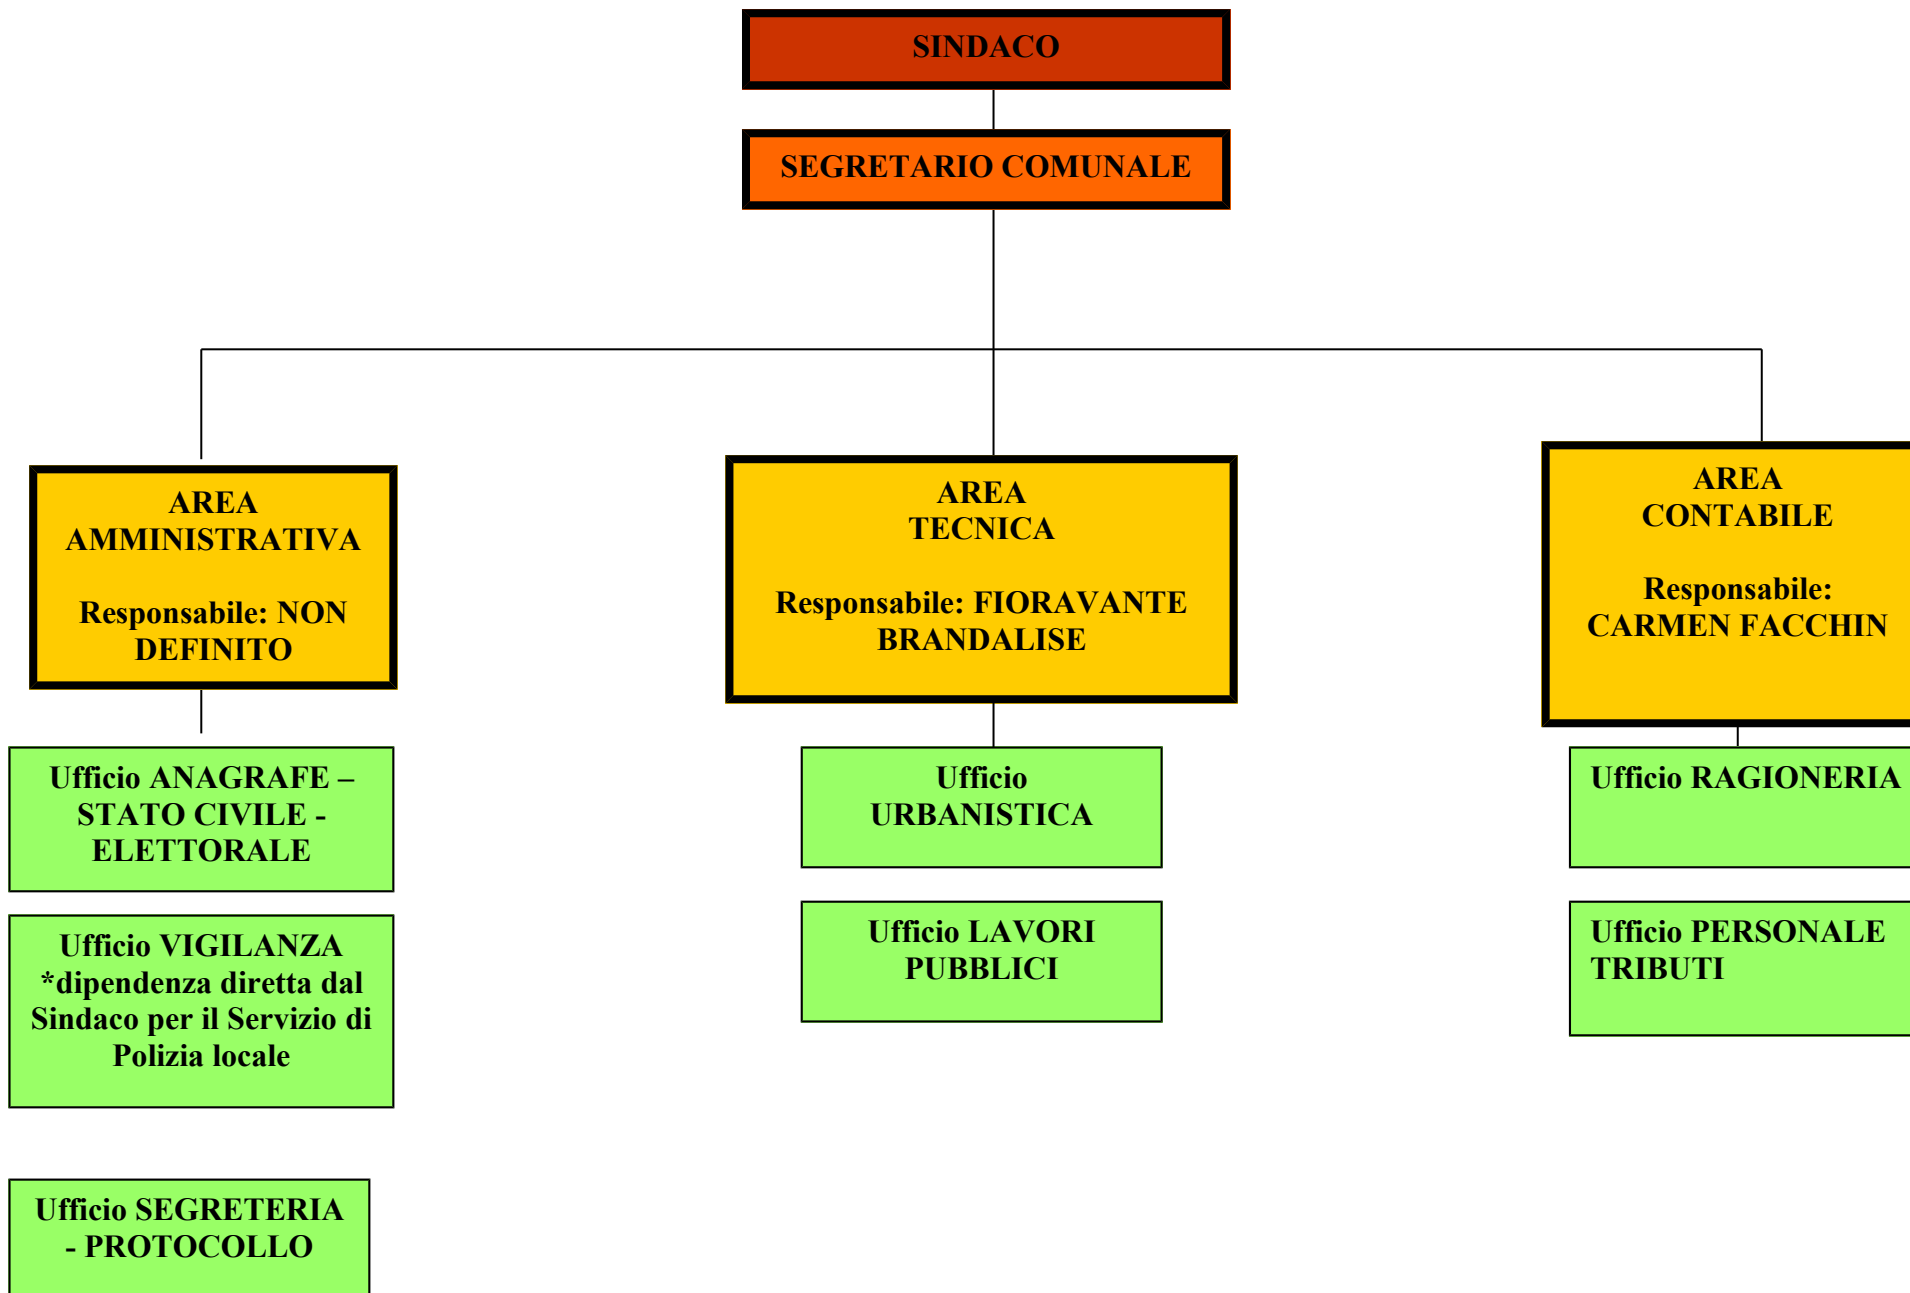 SINDACO
SEGRETARIO COMUNALE
AREA
AMMINISTRATIVA
Responsabile: NON
DEFINITO
AREA
TECNICA
Responsabile: FIORAVANTE
BRANDALISE
AREA
CONTABILE
Responsabile:
CARMEN FACCHIN
Ufficio ANAGRAFE –
STATO CIVILE -
ELETTORALE
Ufficio
URBANISTICA
Ufficio RAGIONERIA
Ufficio VIGILANZA
*dipendenza diretta dal
Sindaco per il Servizio di
Polizia locale
Ufficio LAVORI
PUBBLICI
Ufficio PERSONALE
TRIBUTI
Ufficio SEGRETERIA
- PROTOCOLLO